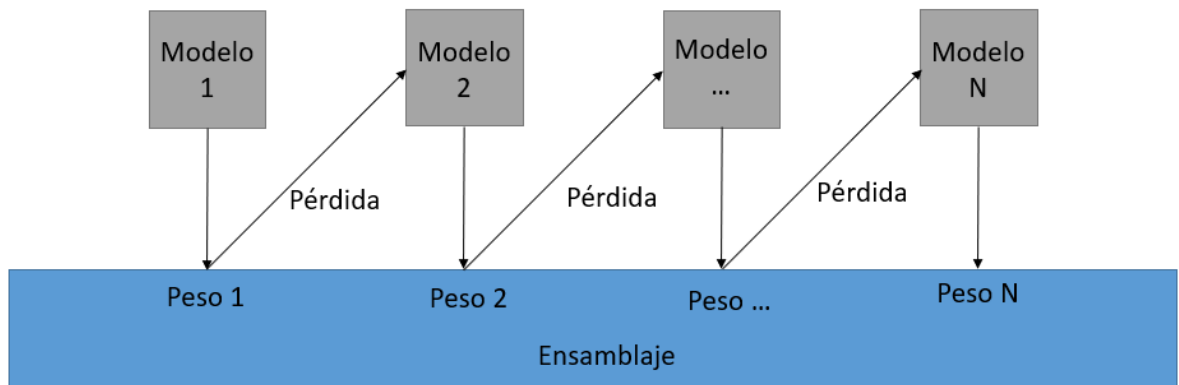 Modelo
1
Modelo
2
Modelo
...
Modelo
N
Pérdida
Pérdida
Pérdida
Peso 1
Peso 2
Peso ...
Peso N
Ensamblaje